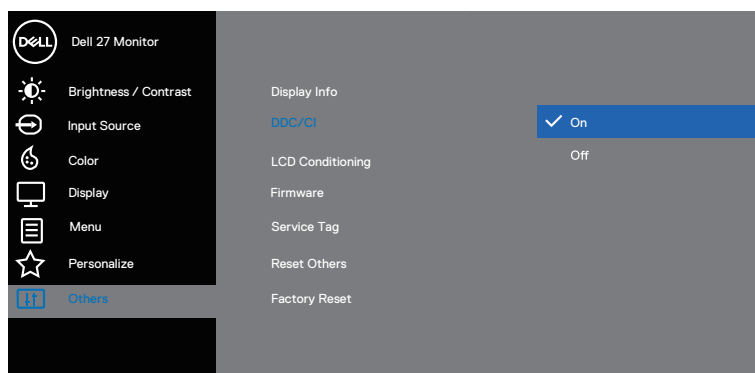 DELL
Dell 27 Monitor
Brightness / Contrast
Input Source
Color
Display
Menu
Personalize
Others
Display Info
DDC/CI
LCD Conditioning
Firmware
Service Tag
Reset Others
Factory Reset
On
Off